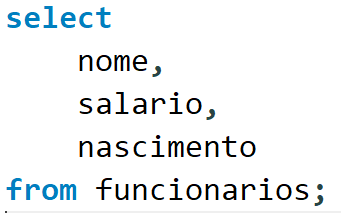 select
    nome,
    salario,
    nascimento
from funcionarios;